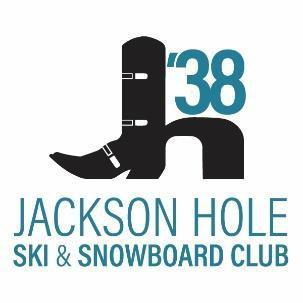 '38
h
JACKSON HOLE
SKI & SNOWBOARD CLUB